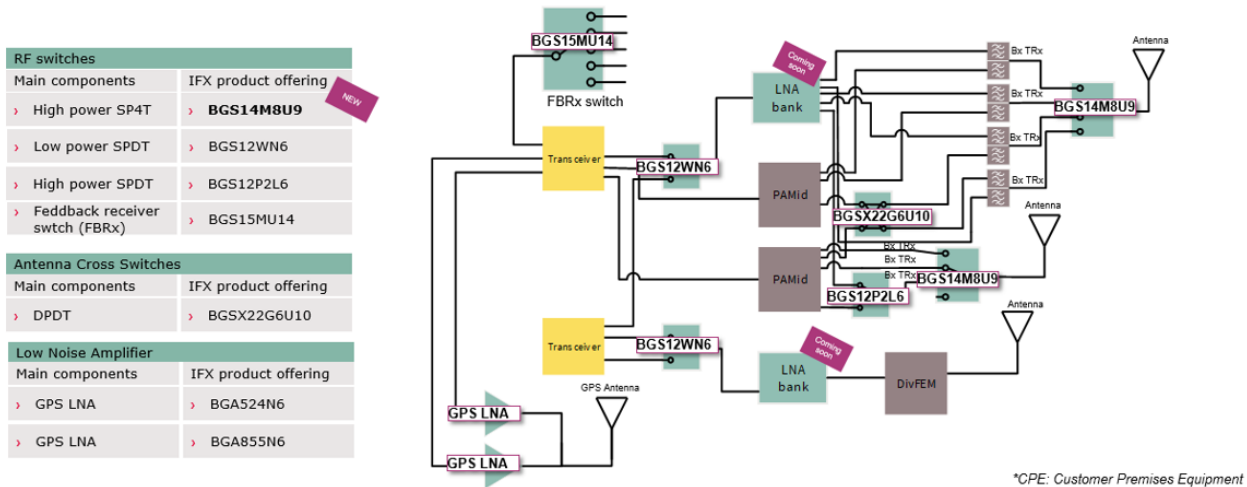 RF switches
Main components IFX product offering
NEW
› High power SP4T › BGS14M8U9
› Low power SPDT › BGS12WN6
› High power SPDT › BGS12P2L6
› Feddback receiver
swtch (FBRx) › BGS15MU14
Antenna Cross Switches
Main components IFX product offering
› DPDT › BGSX22G6U10
Low Noise Amplifier
Main components IFX product offering
› GPS LNA › BGA524N6
› GPS LNA › BGA855N6
BGS15MU14
FBRx switch
Coming
soon
LNA
bank
Bx TRx
Bx TRx
Bx TRx
Bx TRx
Antenna
BGS14M8U9
Transceiver
BGS12WN6
PAMid
BGSX22G6U10
Antenna
PAMid
Bx TRx
Bx TRx
Bx TRx
BGS14M8U9
BGS12P2L6
Antenna
Transceiver
BGS12WN6
Coming
soon
LNA
bank
DivFEM
GPS Antenna
GPS LNA
GPS LNA
*CPE: Customer Premises Equipment